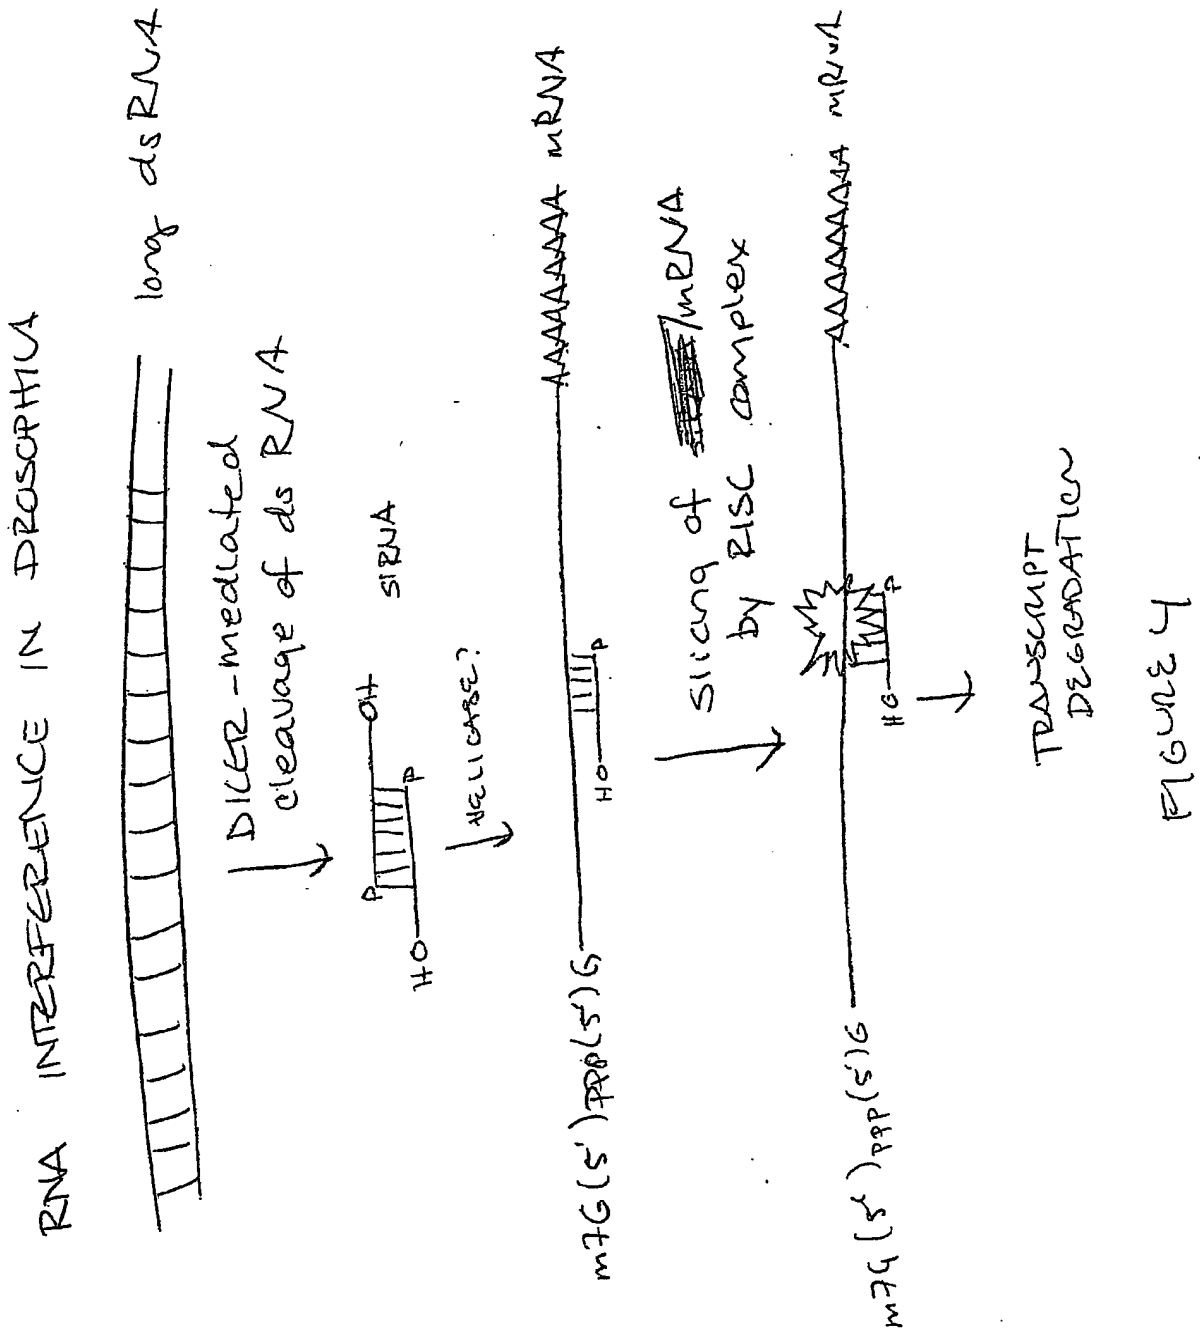 RNA INTERFERENCE IN DROSOPHILA
long dsRNA
DICER-mediated
cleavage of ds RNA
P
OH
HO
P
SIRNA
HELICASE?
m7G(5')ppp(5')G
AAAAAAAAA mRNA
HO
P
Slicing of /mRNA
by RISC complex
m7G(5')ppp(5')G
AAAAAAAAA mRNA
HO
P
TRANSCRIPT
DEGRADATION
FIGURE 4